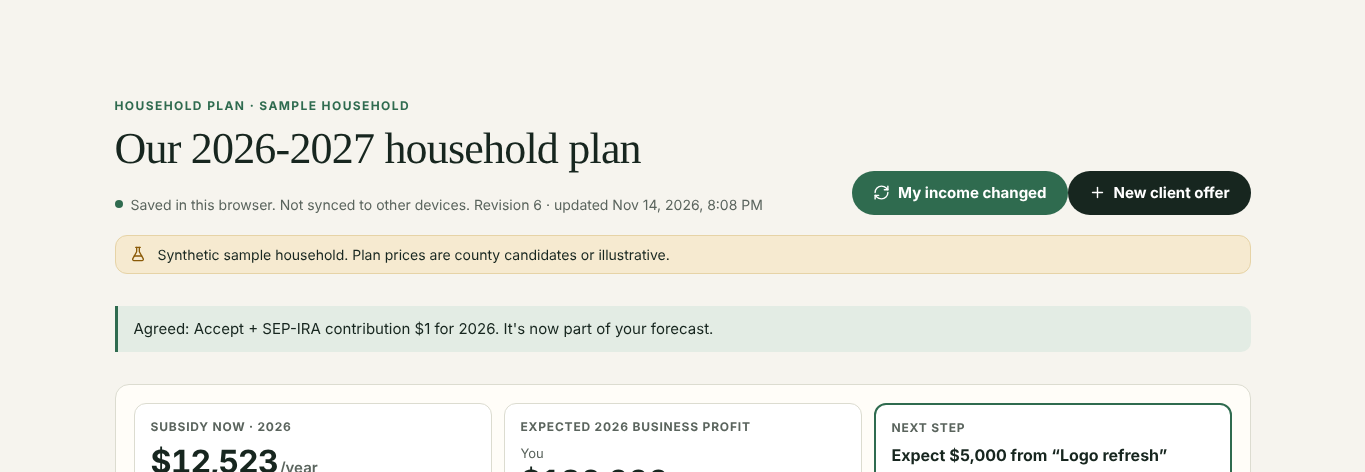 HOUSEHOLD PLAN · SAMPLE HOUSEHOLD
Our 2026-2027 household plan
Saved in this browser. Not synced to other devices. Revision 6 · updated Nov 14, 2026, 8:08 PM
My income changed
New client offer
Synthetic sample household. Plan prices are county candidates or illustrative.
Agreed: Accept + SEP-IRA contribution $1 for 2026. It's now part of your forecast.
SUBSIDY NOW · 2026
$12,523/year
EXPECTED 2026 BUSINESS PROFIT
You
NEXT STEP
Expect $5,000 from “Logo refresh”